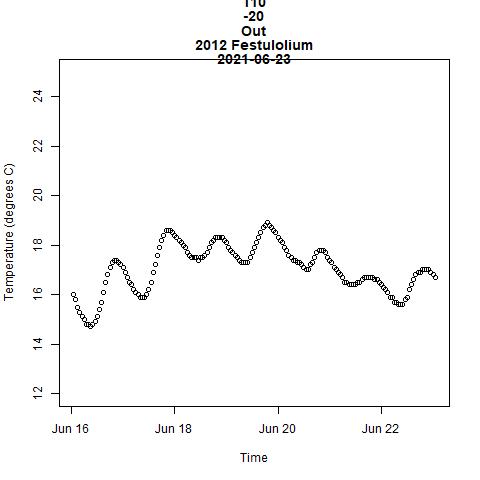 110
-20
Out
2012 Festulolium
2021-06-23
24
22
20
18
16
14
12
Temperature (degrees C)
Jun 16
Jun 18
Jun 20
Jun 22
Time